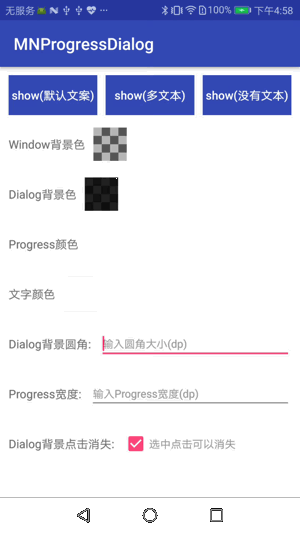 无服务 100% 下午4:58
MNProgressDialog
show(默认文案) show(多文本) show(没有文本)
Window背景色
Dialog背景色
Progress颜色
文字颜色
Dialog背景圆角: 输入圆角大小(dp)
Progress宽度: 输入Progress宽度(dp)
Dialog背景点击消失: 选中点击可以消失